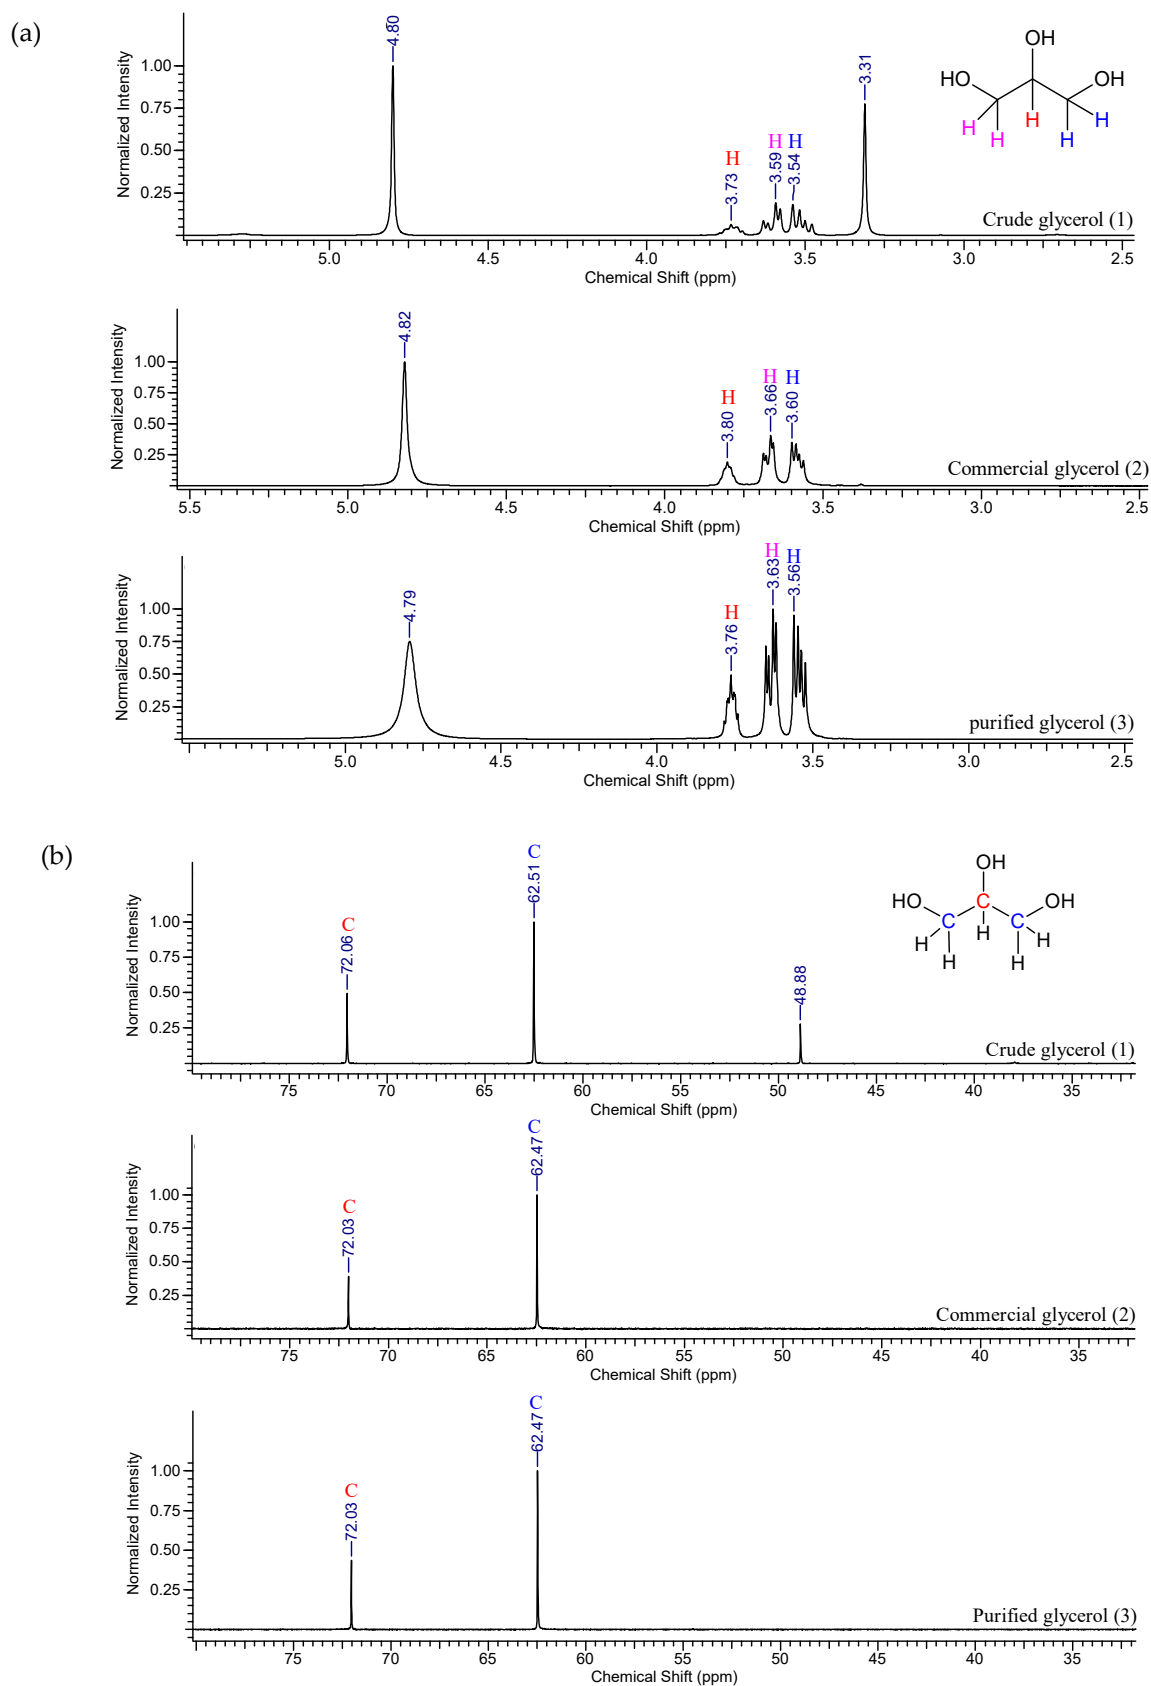 (a)
4.80
3.73
H
3.59
H
3.54
H
3.31
OH
HO
OH
H
H
H
H
H
Normalized Intensity
1.00
0.75
0.50
0.25
Crude glycerol (1)
5.0 4.5 4.0 3.5 3.0 2.5
Chemical Shift (ppm)
4.82
H
3.80
H
3.66
H
3.60
Normalized Intensity
1.00
0.75
0.50
0.25
Commercial glycerol (2)
5.5 5.0 4.5 4.0 3.5 3.0 2.5
Chemical Shift (ppm)
4.79
H
3.76
H
3.63
H
3.56
Normalized Intensity
1.00
0.75
0.50
0.25
purified glycerol (3)
5.0 4.5 4.0 3.5 3.0 2.5
Chemical Shift (ppm)
(b)
C
72.06
C
62.51
48.88
OH
HO
C
C
C
OH
H
H
H
H
H
Normalized Intensity
1.00
0.75
0.50
0.25
Crude glycerol (1)
75 70 65 60 55 50 45 40 35
Chemical Shift (ppm)
C
72.03
C
62.47
Normalized Intensity
1.00
0.75
0.50
0.25
Commercial glycerol (2)
75 70 65 60 55 50 45 40 35
Chemical Shift (ppm)
C
72.03
C
62.47
Normalized Intensity
1.00
0.75
0.50
0.25
Purified glycerol (3)
75 70 65 60 55 50 45 40 35
Chemical Shift (ppm)